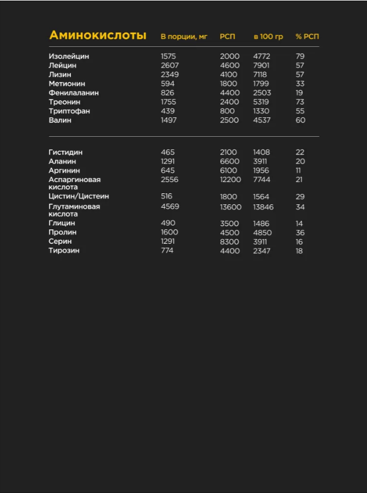 Аминокислоты В порции, мг РСП в 100 гр % РСП
Изолейцин 1575 2000 4772 79
Лейцин 2607 4600 7901 57
Лизин 2349 4100 7118 57
Метионин 594 1800 1799 33
Фенилаланин 826 4400 2503 19
Треонин 1755 2400 5319 73
Триптофан 439 800 1330 55
Валин 1497 2500 4537 60
Гистидин 465 2100 1408 22
Аланин 1291 6600 3911 20
Аргинин 645 6100 1956 11
Аспаргиновая 2556 12200 7744 21
кислота
Цистин/Цистеин 516 1800 1564 29
Глутаминовая 4569 13600 13846 34
кислота
Глицин 490 3500 1486 14
Пролин 1600 4500 4850 36
Серин 1291 8300 3911 16
Тирозин 774 4400 2347 18